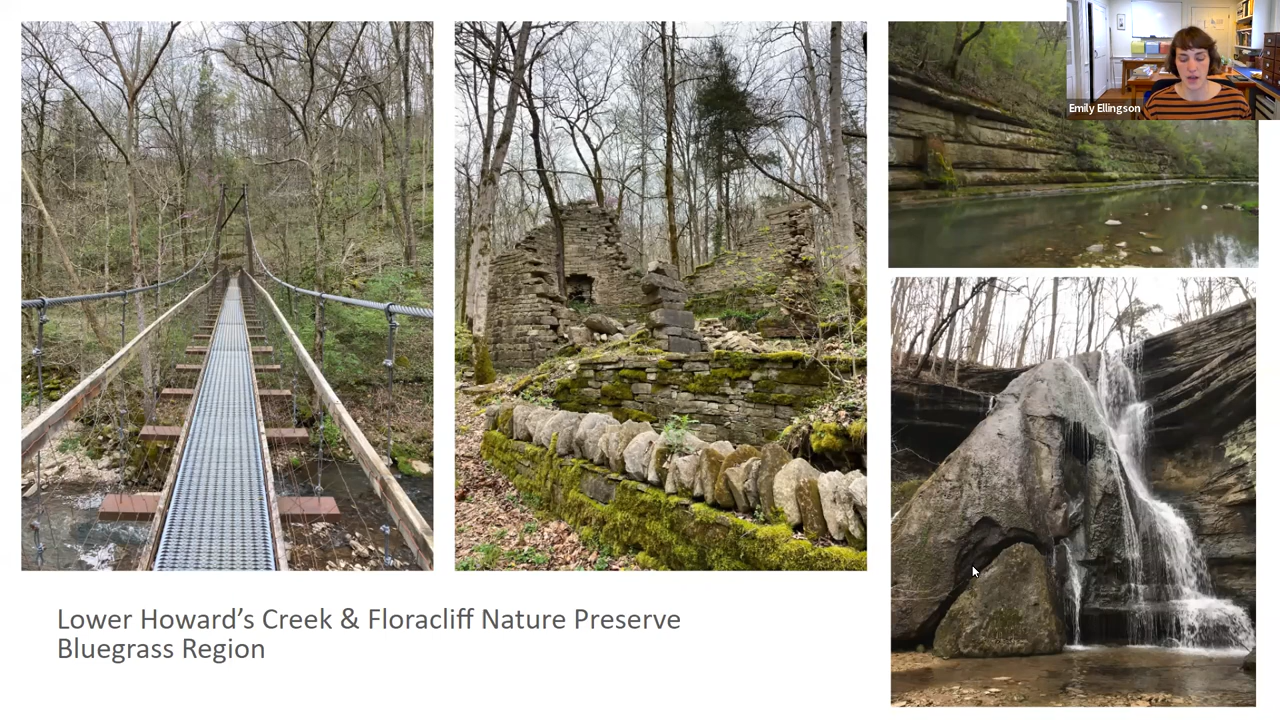 Emily Ellingson
Lower Howard’s Creek & Floracliff Nature Preserve
Bluegrass Region